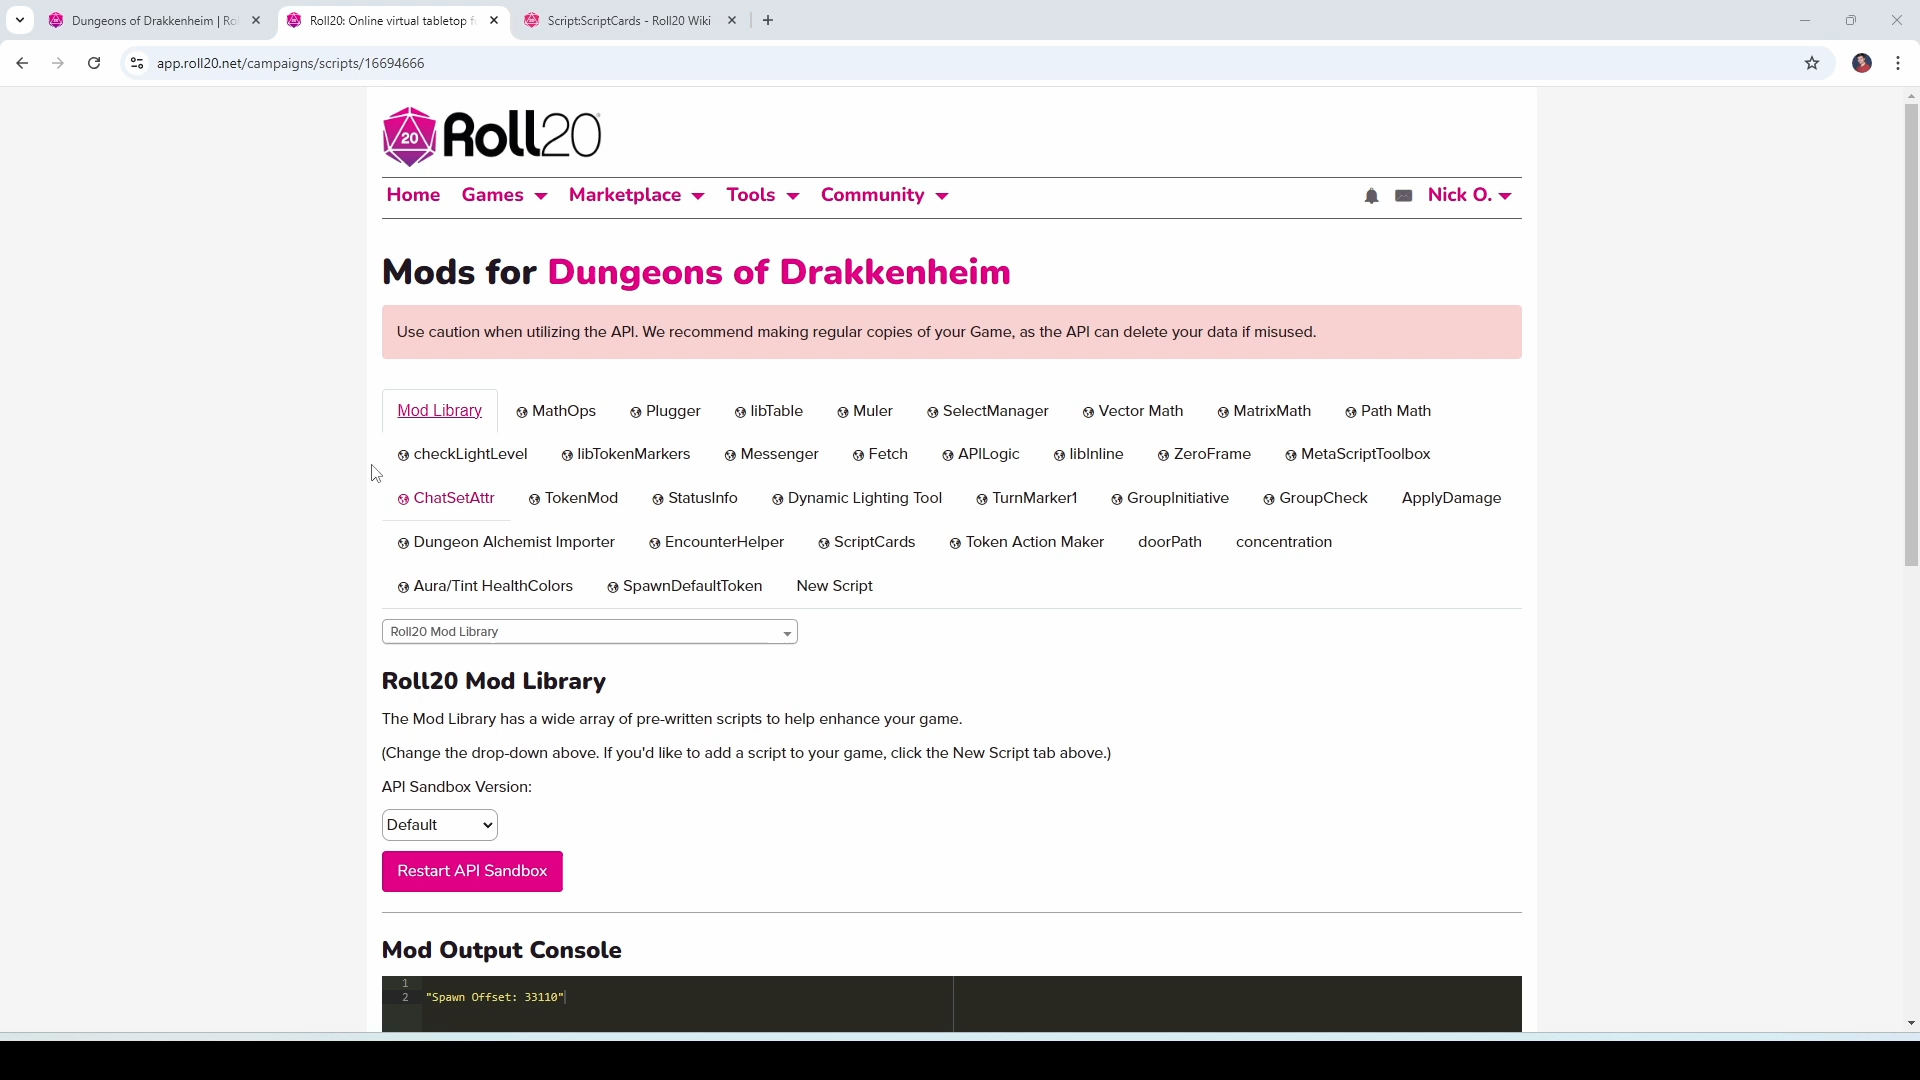 Dungeons of Drakkenheim | Ro
Roll20: Online virtual tabletop f
Script:ScriptCards - Roll20 Wiki
app.roll20.net/campaigns/scripts/16694666
20 Roll20
Home Games Marketplace Tools Community Nick O.
Mods for Dungeons of Drakkenheim
Use caution when utilizing the API. We recommend making regular copies of your Game, as the API can delete your data if misused.
Mod Library MathOps Plugger libTable Muler SelectManager Vector Math MatrixMath Path Math
checkLightLevel libTokenMarkers Messenger Fetch APILogic libInline ZeroFrame MetaScriptToolbox
ChatSetAttr TokenMod StatusInfo Dynamic Lighting Tool TurnMarker1 GroupInitiative GroupCheck ApplyDamage
Dungeon Alchemist Importer EncounterHelper ScriptCards Token Action Maker doorPath concentration
Aura/Tint HealthColors SpawnDefaultToken New Script
Roll20 Mod Library
Roll20 Mod Library
The Mod Library has a wide array of pre-written scripts to help enhance your game.
(Change the drop-down above. If you'd like to add a script to your game, click the New Script tab above.)
API Sandbox Version:
Default
Restart API Sandbox
Mod Output Console
1
2 "Spawn Offset: 33110"